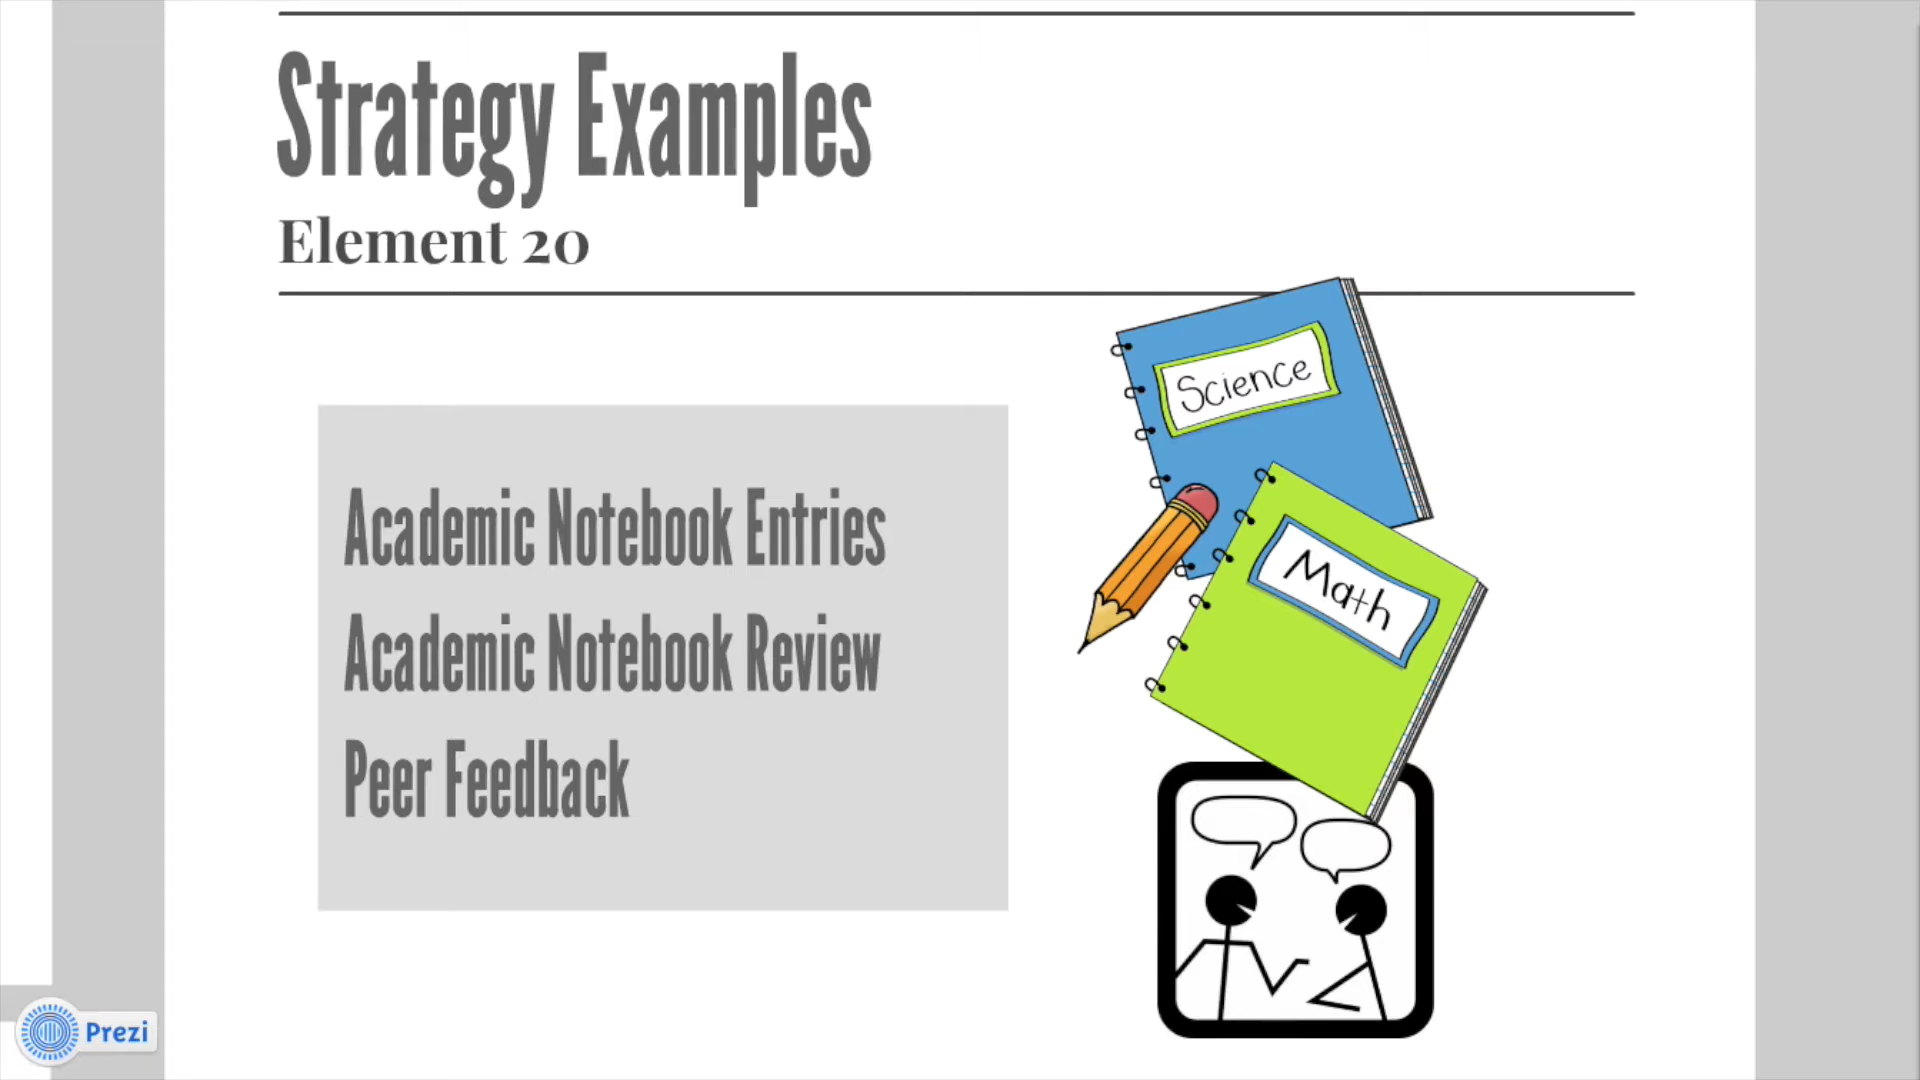 Strategy Examples
Element 20
Science
Academic Notebook Entries
Math
Academic Notebook Review
Peer Feedback
Prezi